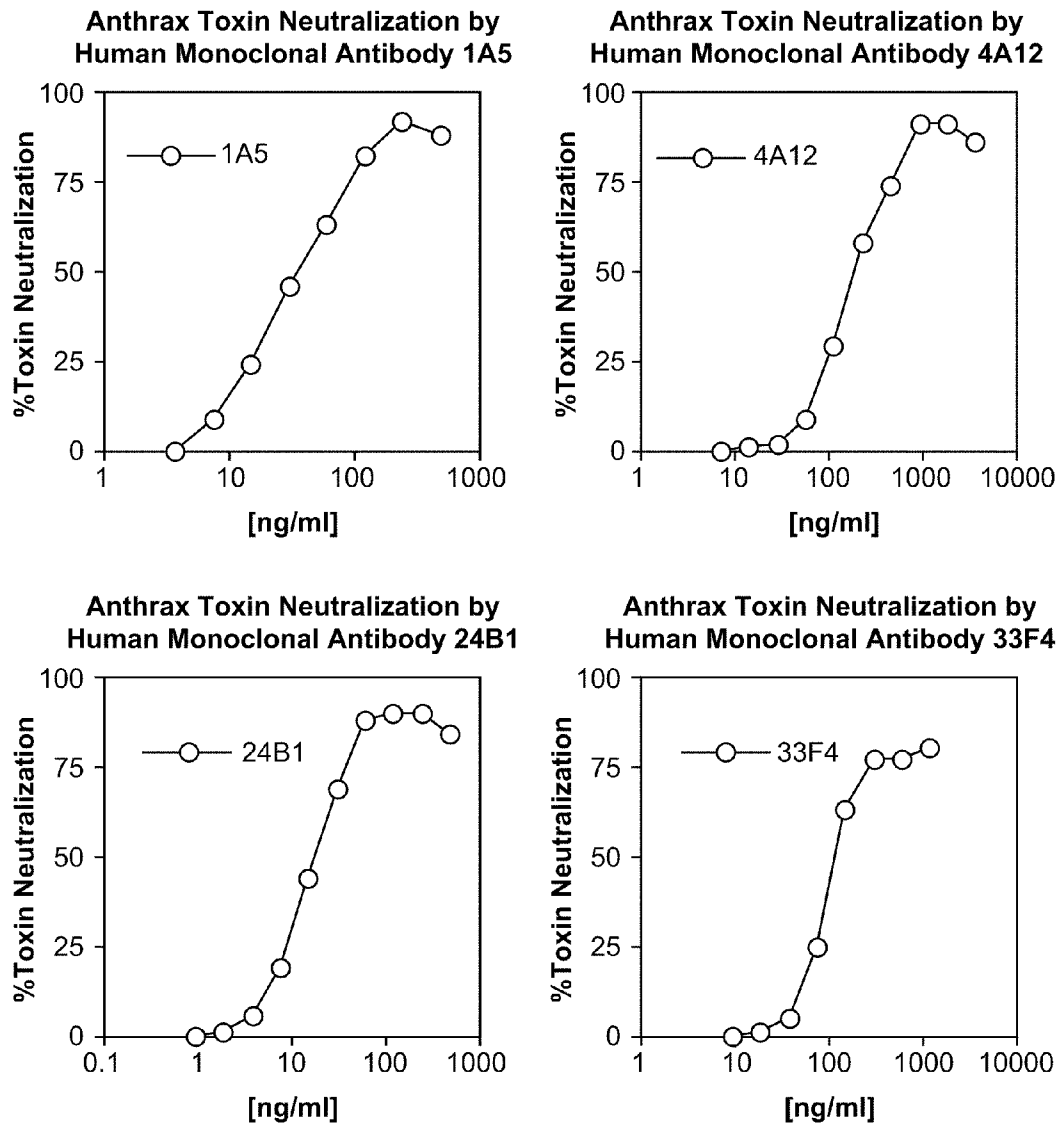 Anthrax Toxin Neutralization by
Human Monoclonal Antibody 1A5
100
75
50
25
0
%Toxin Neutralization
1A5
1 10 100 1000
[ng/ml]
Anthrax Toxin Neutralization by
Human Monoclonal Antibody 4A12
100
75
50
25
0
%Toxin Neutralization
4A12
1 10 100 1000 10000
[ng/ml]
Anthrax Toxin Neutralization by
Human Monoclonal Antibody 24B1
100
75
50
25
0
%Toxin Neutralization
24B1
0.1 1 10 100 1000
[ng/ml]
Anthrax Toxin Neutralization by
Human Monoclonal Antibody 33F4
100
75
50
25
0
%Toxin Neutralization
33F4
1 10 100 1000 10000
[ng/ml]